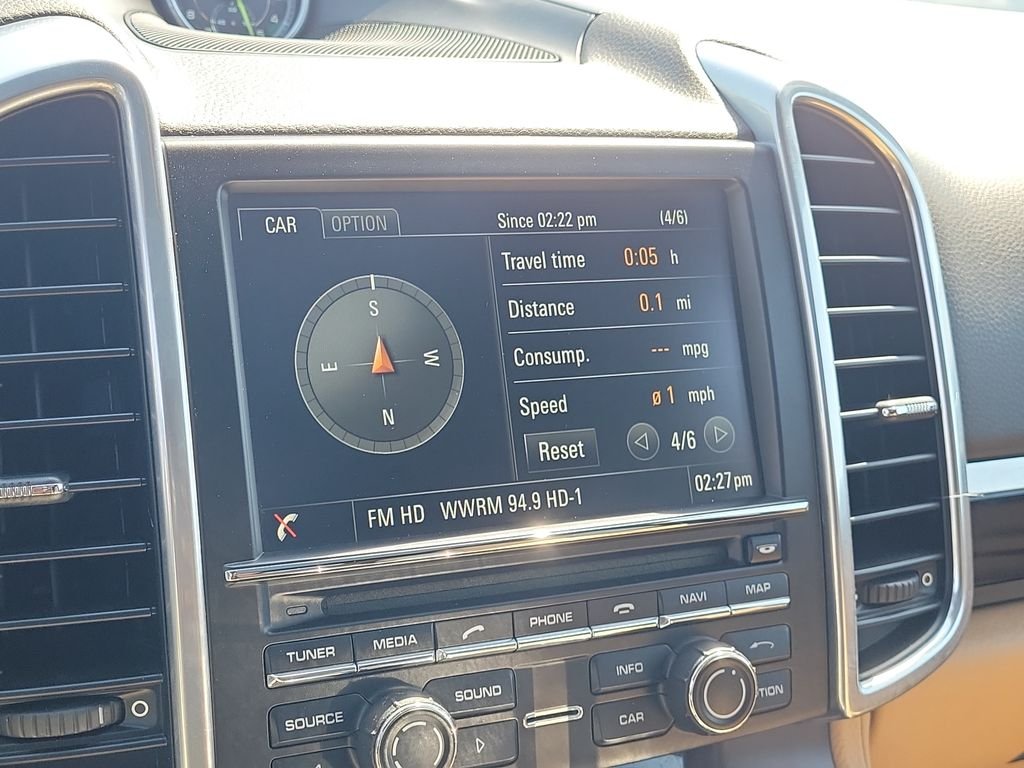 CAR OPTION Since 02:22 pm (4/6)
Travel time 0:05 h
Distance 0.1 mi
Consump. --- mpg
Speed ø 1 mph
Reset 4/6
S
E W
N
FM HD WWRM 94.9 HD-1 02:27pm
TUNER MEDIA PHONE NAVI MAP
SOURCE SOUND INFO
CAR